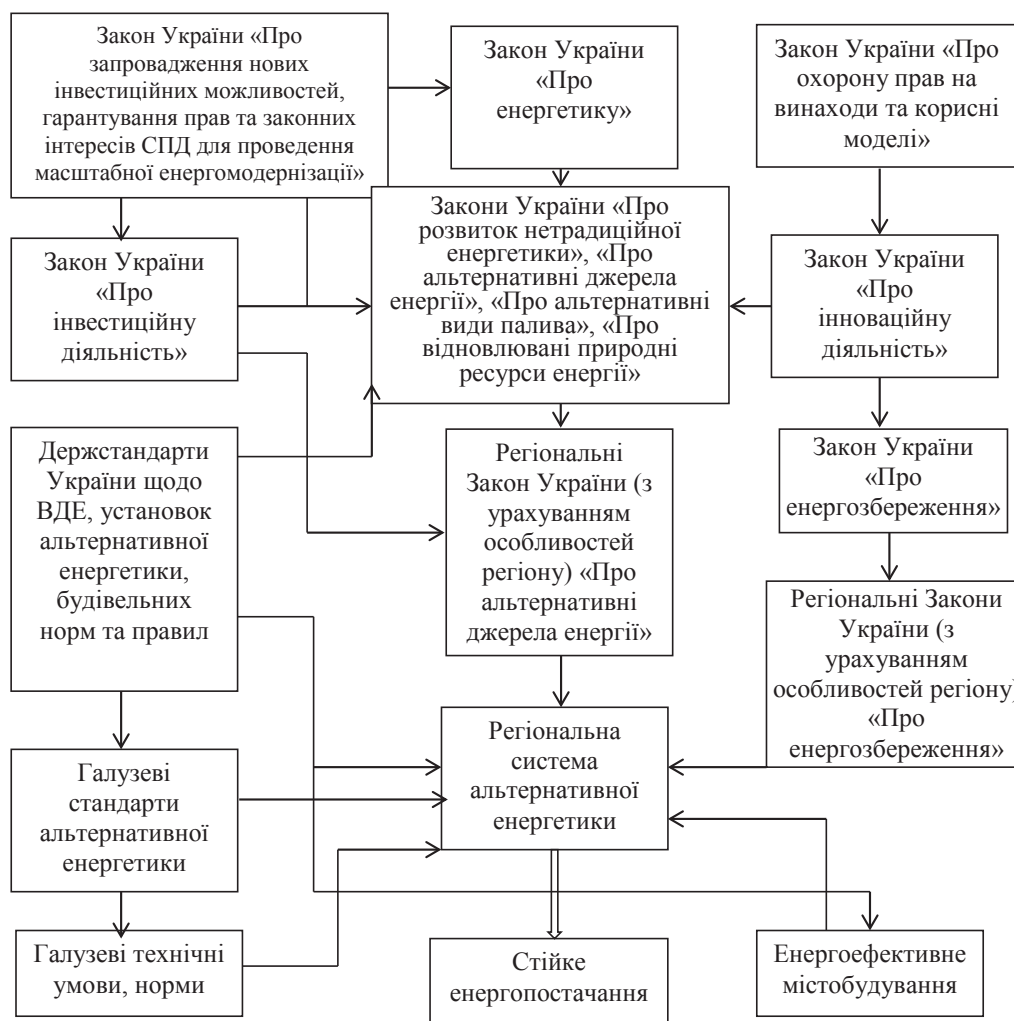 Закон України «Про
запровадження нових
інвестиційних можливостей,
гарантування прав та законних
інтересів СПД для проведення
масштабної енергомодернізації»
Закон України
«Про
енергетику»
Закон України «Про
охорону прав на
винаходи та корисні
моделі»
Закон України
«Про
інвестиційну
діяльність»
Закони України «Про
розвиток нетрадиційної
енергетики», «Про
альтернативні джерела
енергії», «Про альтернативні
види палива», «Про
відновлювані природні
ресурси енергії»
Закон України
«Про
інноваційну
діяльність»
Держстандарти
України щодо
ВДЕ, установок
альтернативної
енергетики,
будівельних
норм та правил
Регіональні
Закон України (з
урахуванням
особливостей
регіону) «Про
альтернативні
джерела енергії»
Закон України
«Про
енергозбереження»
Регіональні Закони
України (з
урахуванням
особливостей регіону)
«Про
енергозбереження»
Галузеві
стандарти
альтернативної
енергетики
Регіональна
система
альтернативної
енергетики
Галузеві технічні
умови, норми
Стійке
енергопостачання
Енергоефективне
містобудування